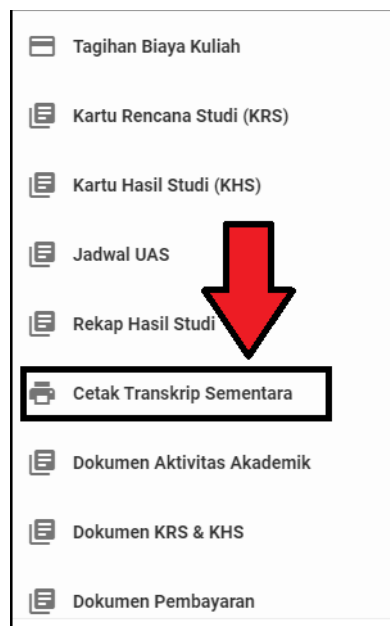 Tagihan Biaya Kuliah
Kartu Rencana Studi (KRS)
Kartu Hasil Studi (KHS)
Jadwal UAS
Rekap Hasil Studi
Cetak Transkrip Sementara
Dokumen Aktivitas Akademik
Dokumen KRS & KHS
Dokumen Pembayaran